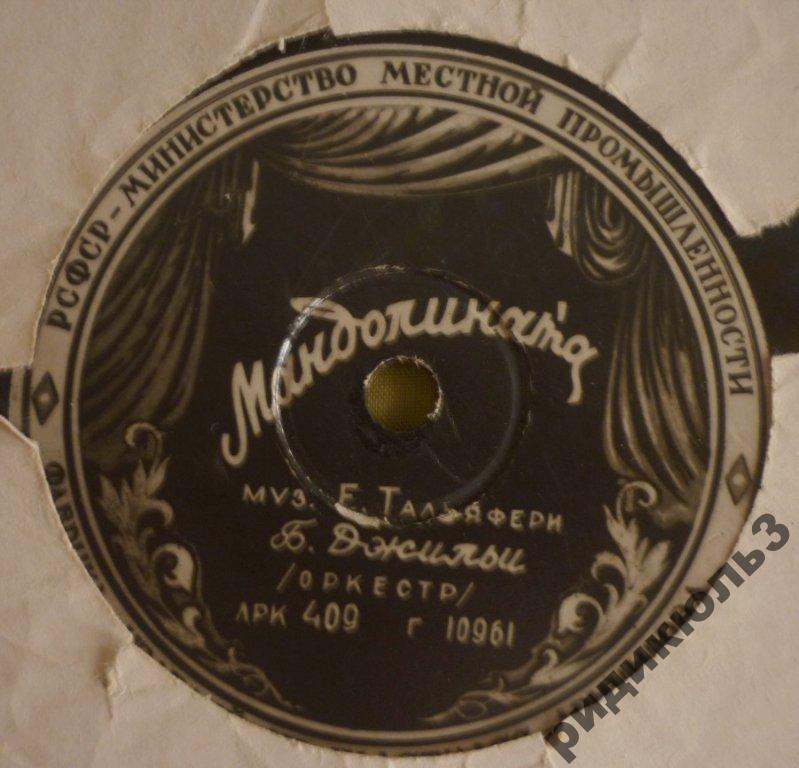 РСФСР - МИНИСТЕРСТВО МЕСТНОЙ ПРОМЫШЛЕННОСТИ
Мандолината
муз. Е. Тальяфери
Б. Джильи
/ОРКЕСТР/
ЛРК 409 Г 10961
ридикюль3